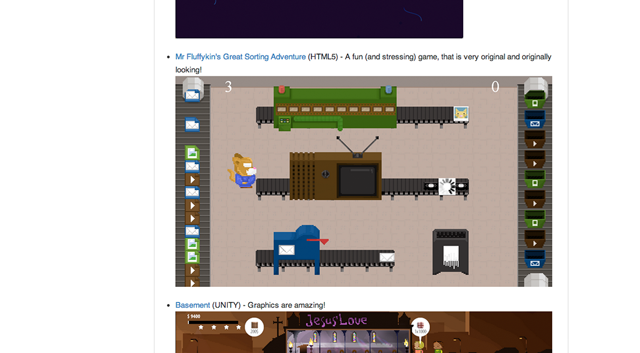 Mr Fluffykin's Great Sorting Adventure (HTML5) - A fun (and stressing) game, that is very original and originally
looking!
3 0
Basement (UNITY) - Graphics are amazing!
$ 9400
Jesus Love